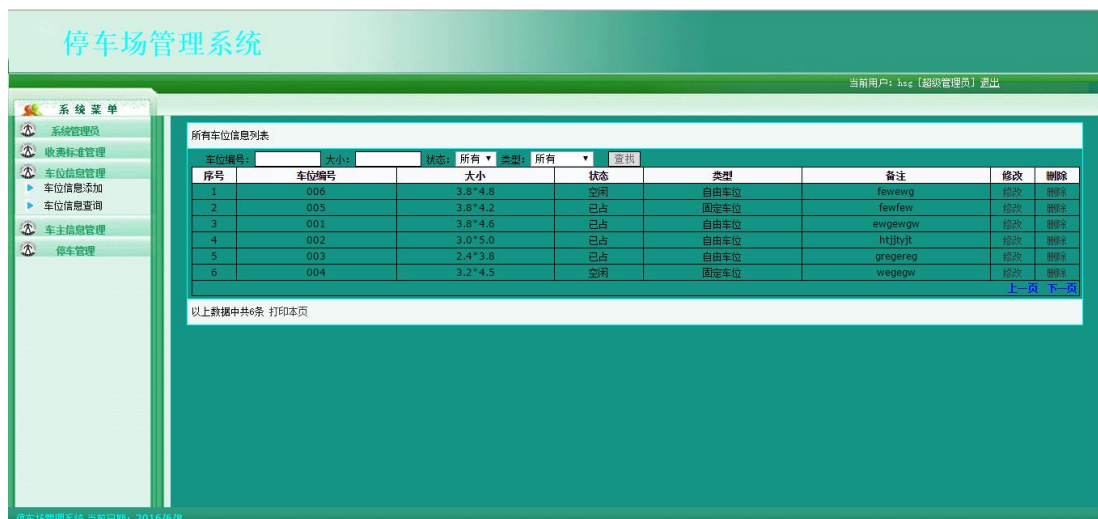 停车场管理系统
当前用户: hsg [超级管理员] 退出
系统菜单
系统管理员
收费标准管理
车位信息管理
车位信息添加
车位信息查询
车主信息管理
停车管理
所有车位信息列表
车位编号: 大小: 状态: 所有 类型: 所有 查找
序号 车位编号 大小 状态 类型 备注 修改 删除
1 006 3.8*4.8 空闲 自由车位 fewewg 修改 删除
2 005 3.8*4.2 已占 固定车位 fewfew 修改 删除
3 001 3.8*4.6 已占 自由车位 ewgewgw 修改 删除
4 002 3.0*5.0 已占 自由车位 htjjtyjt 修改 删除
5 003 2.4*3.8 已占 自由车位 gregereg 修改 删除
6 004 3.2*4.5 空闲 固定车位 wegegw 修改 删除
上一页 下一页
以上数据中共6条 打印本页
停车场管理系统 当前日期: 2016/6/8